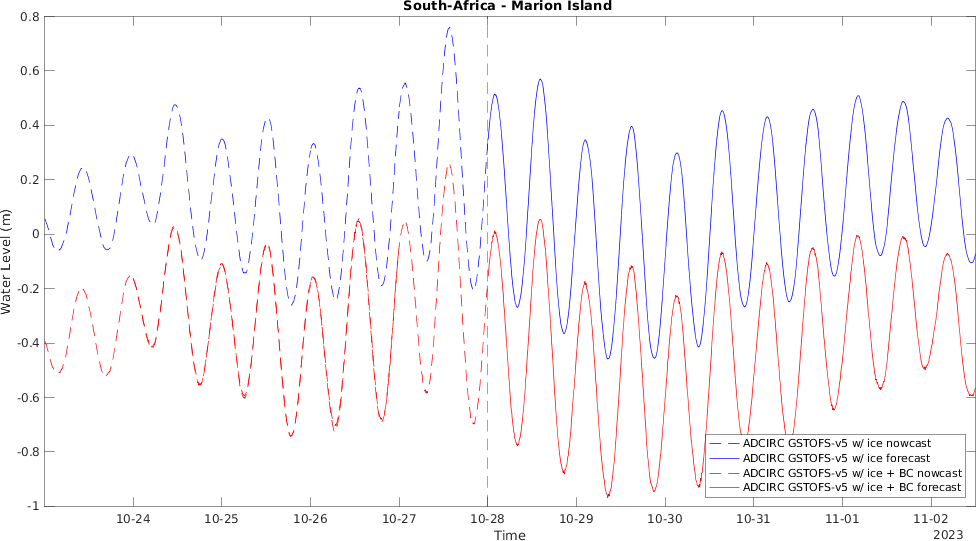 South-Africa - Marion Island
0.8
0.6
0.4
0.2
0
-0.2
-0.4
-0.6
-0.8
-1
Water Level (m)
ADCIRC GSTOFS-v5 w/ ice nowcast
ADCIRC GSTOFS-v5 w/ ice forecast
ADCIRC GSTOFS-v5 w/ ice + BC nowcast
ADCIRC GSTOFS-v5 w/ ice + BC forecast
10-24 10-25 10-26 10-27 10-28 10-29 10-30 10-31 11-01 11-02
Time
2023